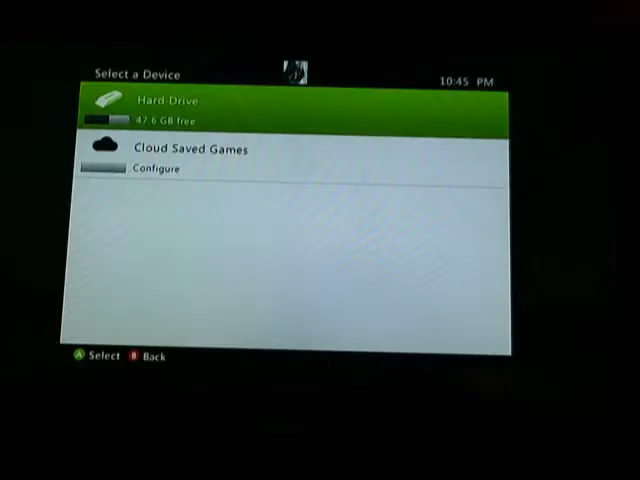 Select a Device
10:45 PM
Hard Drive
47.6 GB free
Cloud Saved Games
Configure
A Select B Back